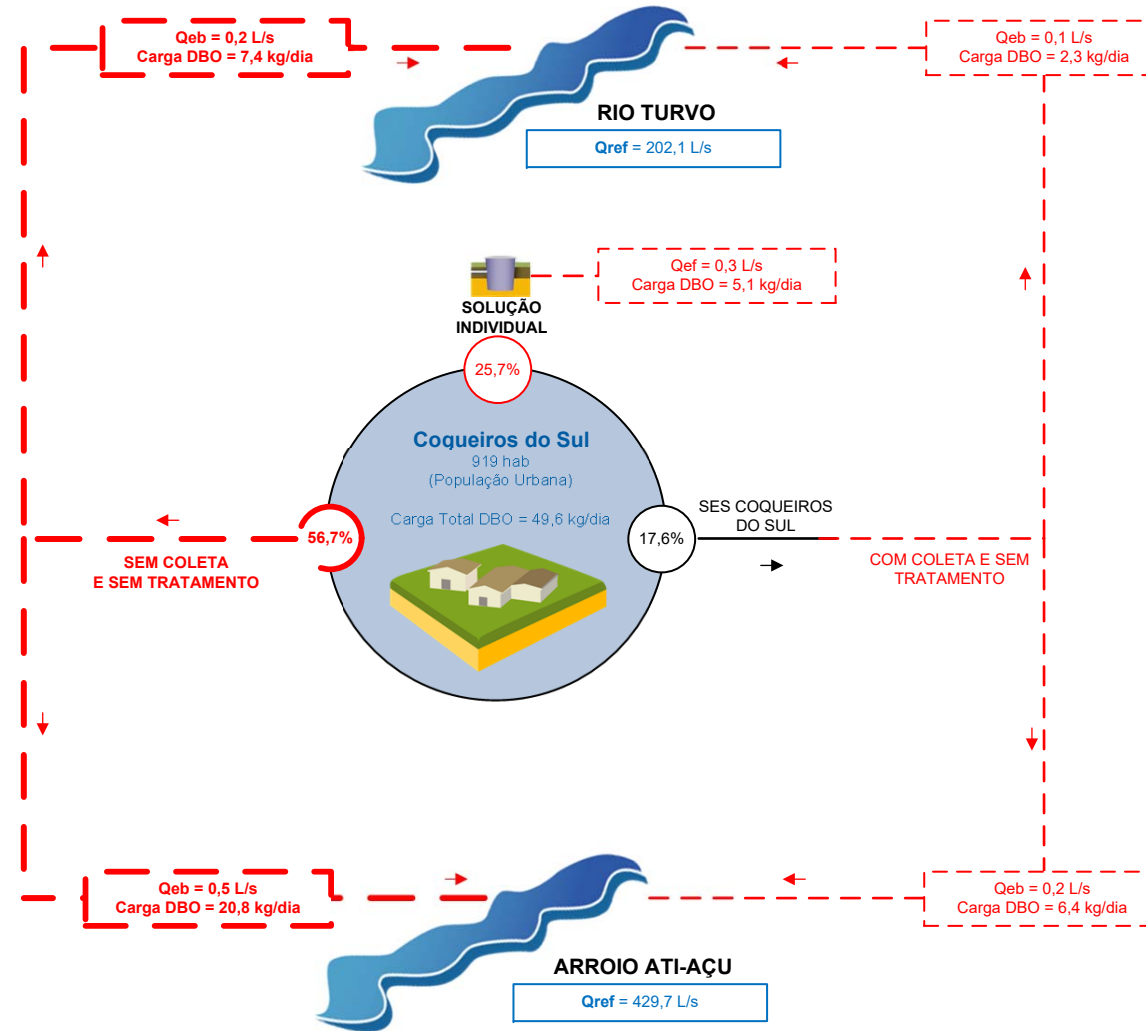 Qeb = 0,2 L/s
Carga DBO = 7,4 kg/dia
Qeb = 0,1 L/s
Carga DBO = 2,3 kg/dia
RIO TURVO
Qref = 202,1 L/s
Qef = 0,3 L/s
Carga DBO = 5,1 kg/dia
SOLUÇÃO
INDIVIDUAL
25,7%
Coqueiros do Sul
919 hab
(População Urbana)
Carga Total DBO = 49,6 kg/dia
56,7%
SEM COLETA
E SEM TRATAMENTO
17,6%
SES COQUEIROS
DO SUL
COM COLETA E SEM
TRATAMENTO
Qeb = 0,5 L/s
Carga DBO = 20,8 kg/dia
Qeb = 0,2 L/s
Carga DBO = 6,4 kg/dia
ARROIO ATI-AÇU
Qref = 429,7 L/s